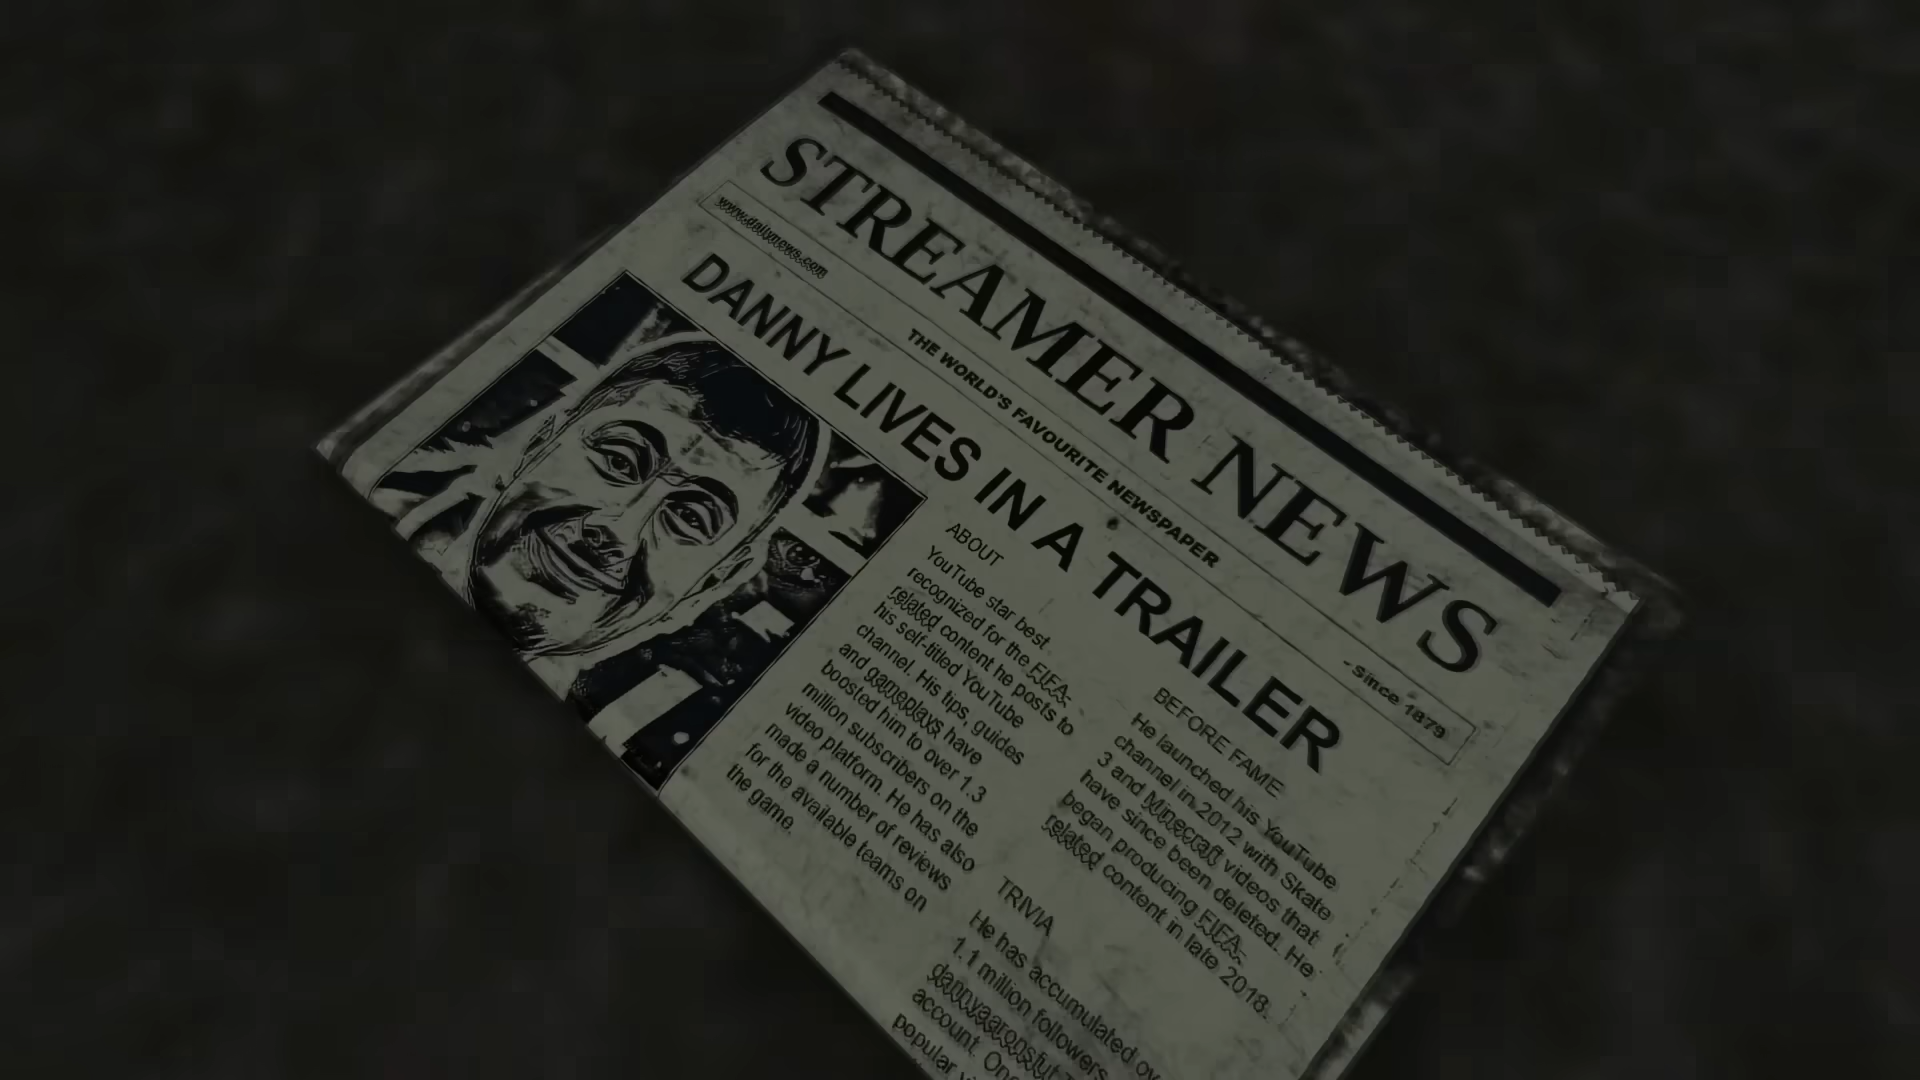 STREAMER NEWS
www.dailynews.com
THE WORLD'S FAVOURITE NEWSPAPER
- Since 1879
DANNY LIVES IN A TRAILER
ABOUT
YouTube star best
recognized for the FIFA-
related content he posts to
his self-titled YouTube
channel. His tips, guides
and gameplays have
boosted him to over 1.3
million subscribers on the
video platform. He has also
made a number of reviews
for the available teams on
the game.
BEFORE FAME
He launched his YouTube
channel in 2012 with Skate
3 and Minecraft videos that
have since been deleted. He
began producing FIFA-
related content in late 2018.
TRIVIA
He has accumulated ov
1.1 million followers
dannyaaronsfut
account. One
popular